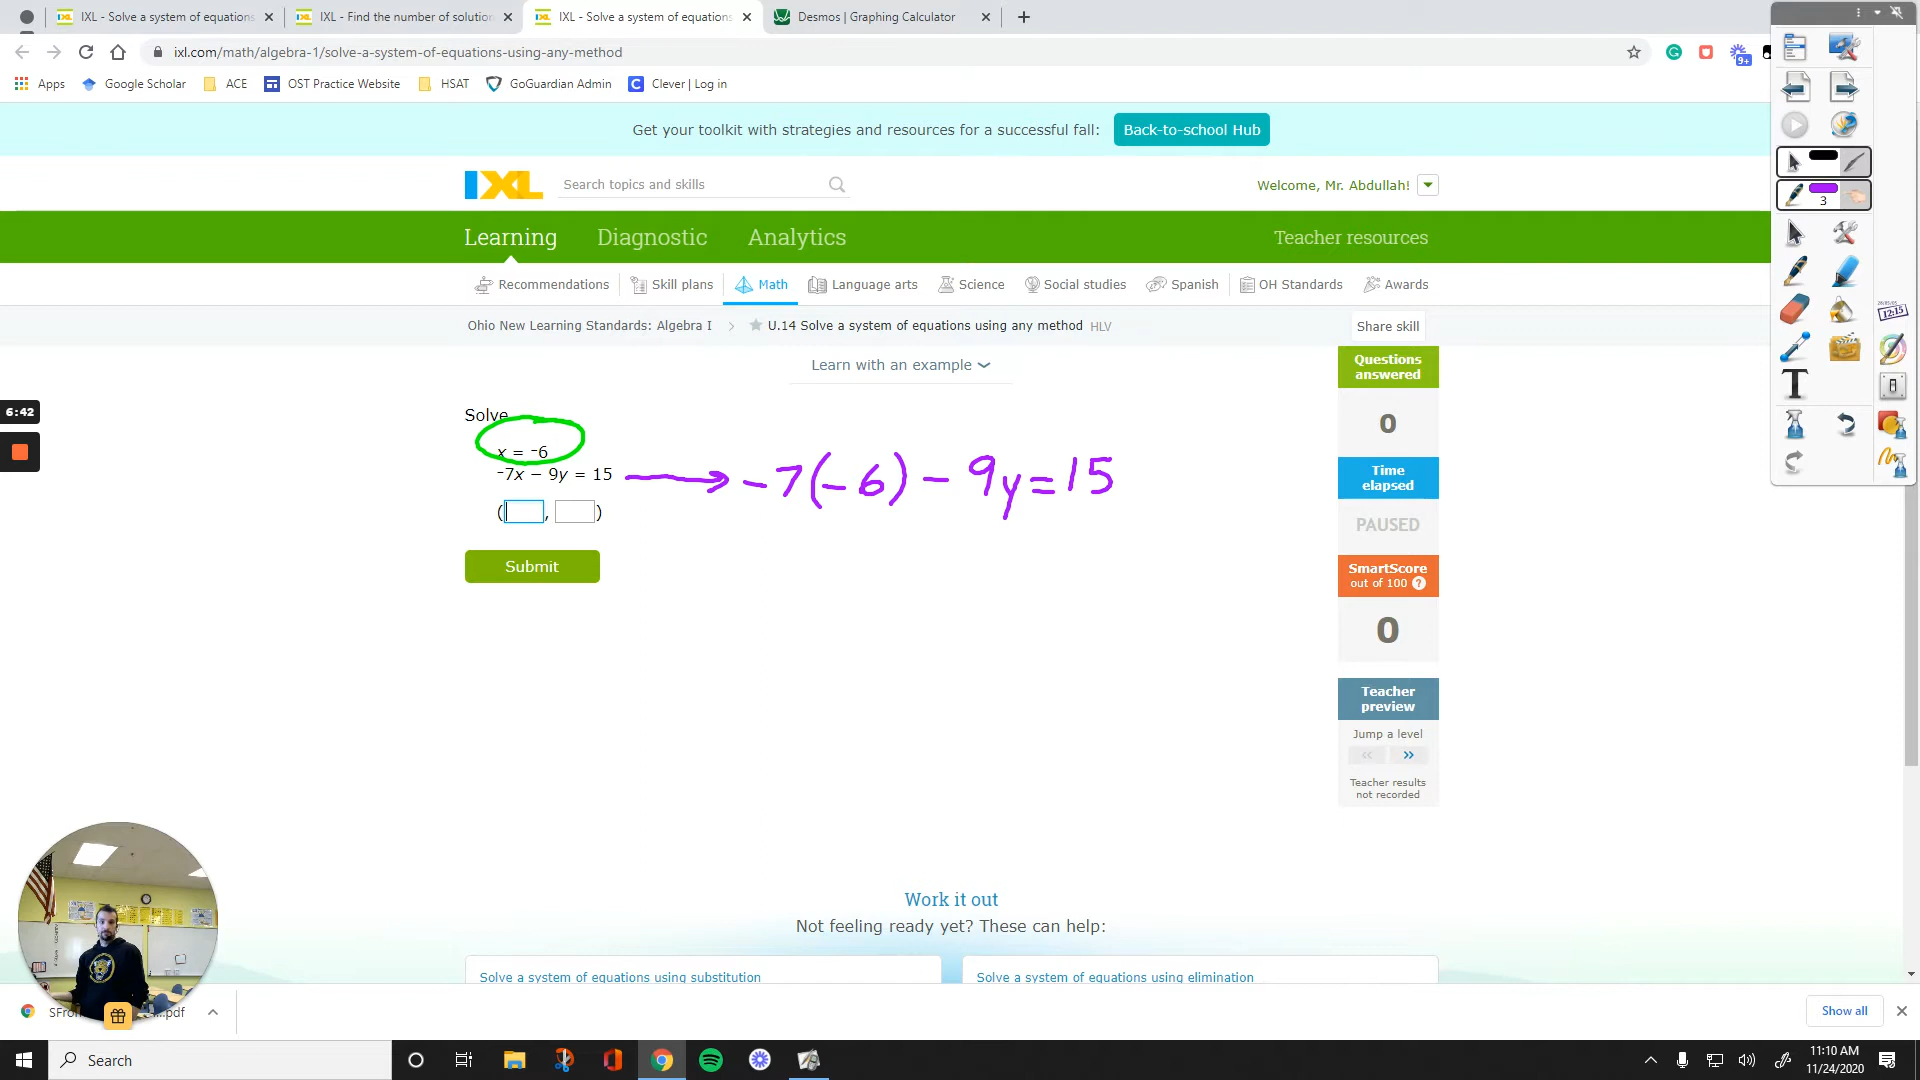 IXL - Solve a system of equations
IXL - Find the number of solution
IXL - Solve a system of equations
Desmos | Graphing Calculator
ixl.com/math/algebra-1/solve-a-system-of-equations-using-any-method
9+
Apps
Google Scholar
ACE
OST Practice Website
HSAT
GoGuardian Admin
Clever | Log in
Get your toolkit with strategies and resources for a successful fall:
Back-to-school Hub
IXL
Search topics and skills
Welcome, Mr. Abdullah!
3
Learning
Diagnostic
Analytics
Teacher resources
Recommendations
Skill plans
Math
Language arts
Science
Social studies
Spanish
OH Standards
Awards
12:15
Ohio New Learning Standards: Algebra I
U.14 Solve a system of equations using any method HLV
Share skill
Learn with an example
Questions answered
0
T
6:42
Solve.
x = -6
-7x − 9y = 15
-7(-6) - 9y = 15
( , )
Submit
Time elapsed
PAUSED
SmartScore
out of 100 ?
0
Teacher preview
Jump a level
<< >>
Teacher results
not recorded
Work it out
Not feeling ready yet? These can help:
Solve a system of equations using substitution
Solve a system of equations using elimination
SFro
.pdf
Show all
Search
11:10 AM
11/24/2020